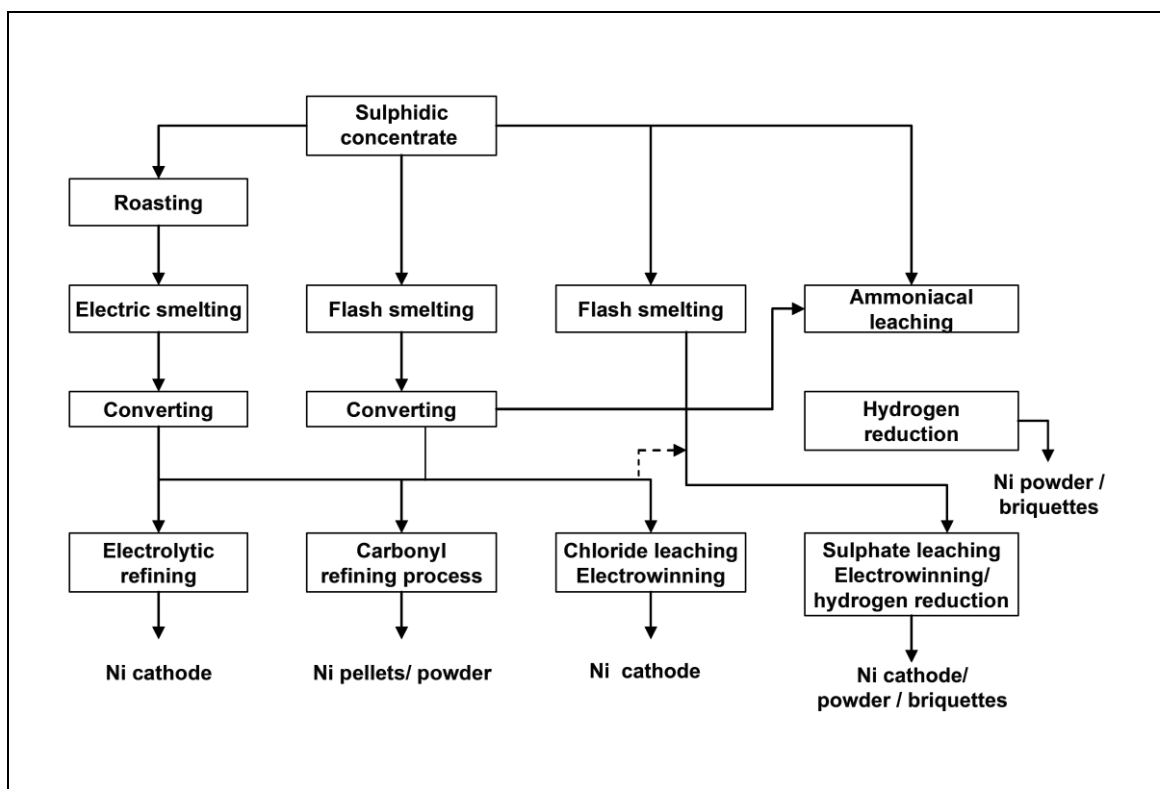 Sulphidic
concentrate
Roasting
Electric smelting
Flash smelting
Flash smelting
Ammoniacal
leaching
Converting
Converting
Hydrogen
reduction
Ni powder /
briquettes
Electrolytic
refining
Carbonyl
refining process
Chloride leaching
Electrowinning
Sulphate leaching
Electrowinning/
hydrogen reduction
Ni cathode
Ni pellets/ powder
Ni cathode
Ni cathode/
powder / briquettes